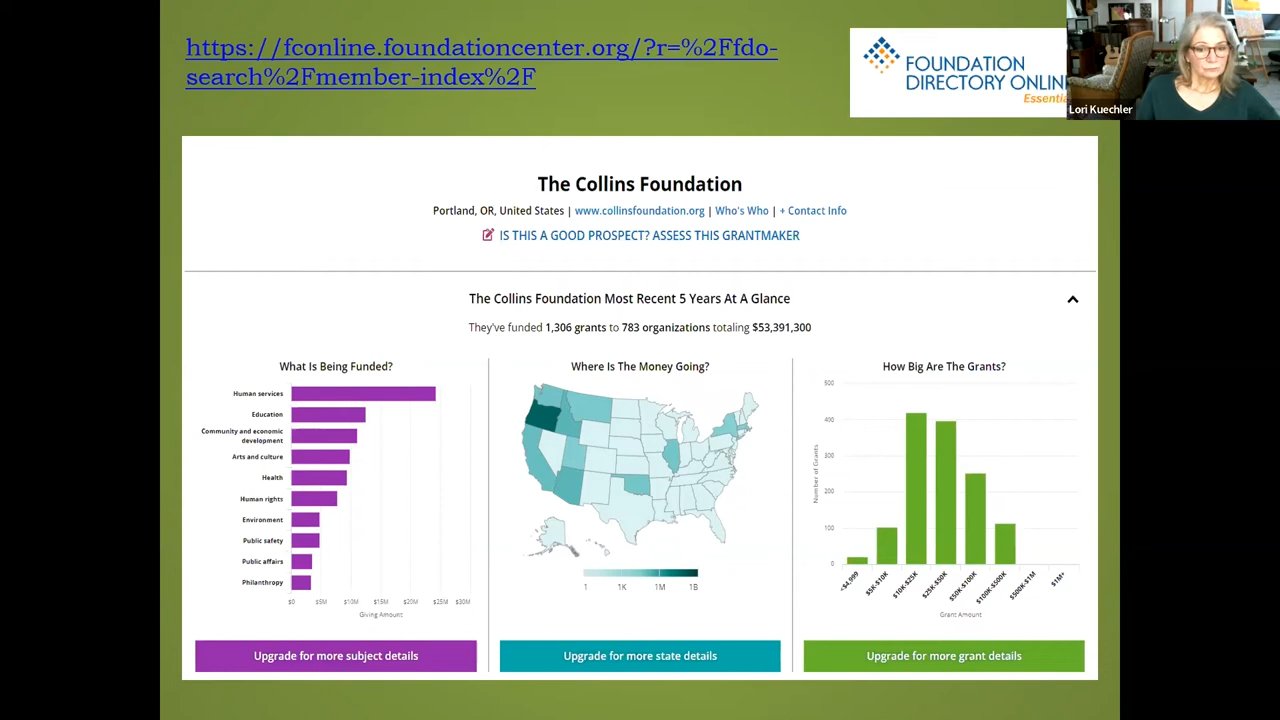 https://fconline.foundationcenter.org/?r=%2Ffdo-
search%2Fmember-index%2F
FOUNDATION
DIRECTORY ONLINE
Essentia
Lori Kuechler
The Collins Foundation
Portland, OR, United States | www.collinsfoundation.org | Who's Who | + Contact Info
IS THIS A GOOD PROSPECT? ASSESS THIS GRANTMAKER
The Collins Foundation Most Recent 5 Years At A Glance
They've funded 1,306 grants to 783 organizations totaling $53,391,300
What Is Being Funded?
Human services
Education
Community and economic
development
Arts and culture
Health
Human rights
Environment
Public safety
Public affairs
Philanthropy
$0 $5M $10M $15M $20M $25M $30M
Giving Amount
Upgrade for more subject details
Where Is The Money Going?
1 1K 1M 1B
Upgrade for more state details
How Big Are The Grants?
500
400
300
200
100
0
Number of Grants
<$4,999 $5K-$10K $10K-$25K $25K-$50K $50K-$100K $100K-$500K $500K-$1M $1M+
Grant Amount
Upgrade for more grant details